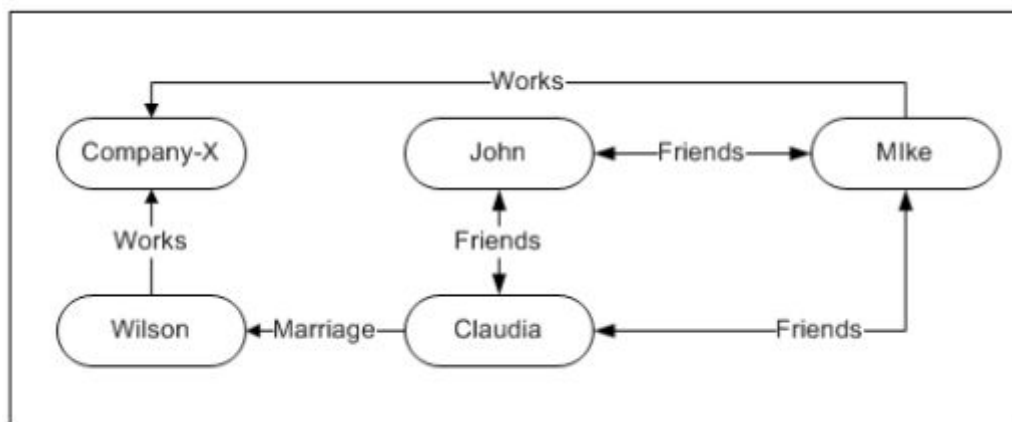 Works
Company-X
John
Friends
MIke
Works
Friends
Wilson
Marriage
Claudia
Friends